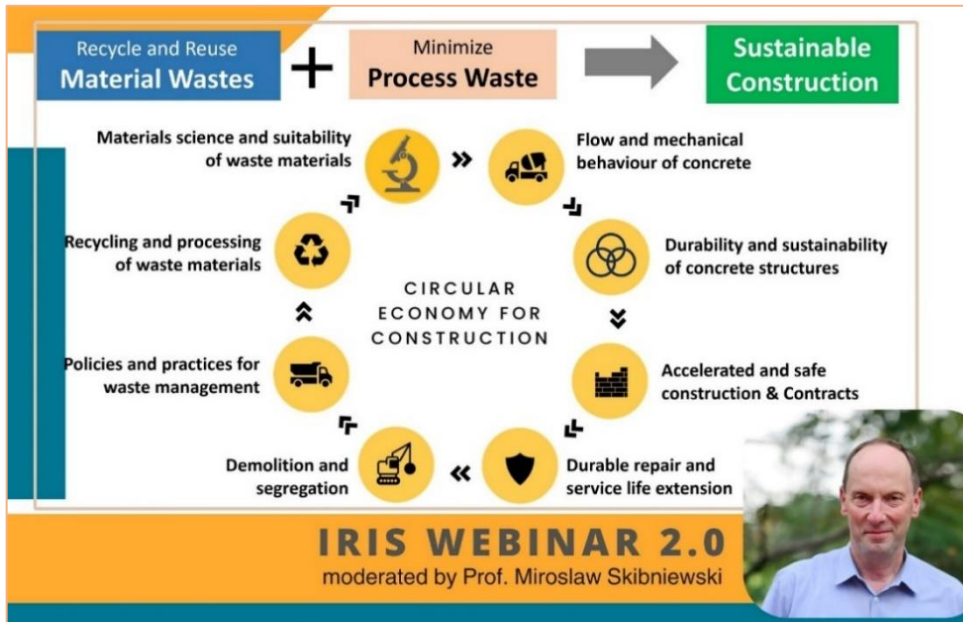 Recycle and Reuse
Material Wastes
+
Minimize
Process Waste
Sustainable
Construction
Materials science and suitability
of waste materials
Flow and mechanical
behaviour of concrete
Recycling and processing
of waste materials
Durability and sustainability
of concrete structures
CIRCULAR
ECONOMY FOR
CONSTRUCTION
Policies and practices for
waste management
Accelerated and safe
construction & Contracts
Demolition and
segregation
Durable repair and
service life extension
IRIS WEBINAR 2.0
moderated by Prof. Miroslaw Skibniewski